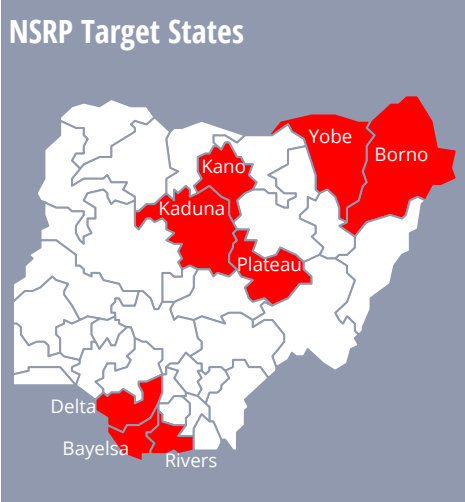 NSRP Target States
Yobe
Borno
Kano
Kaduna
Plateau
Delta
Bayelsa
Rivers